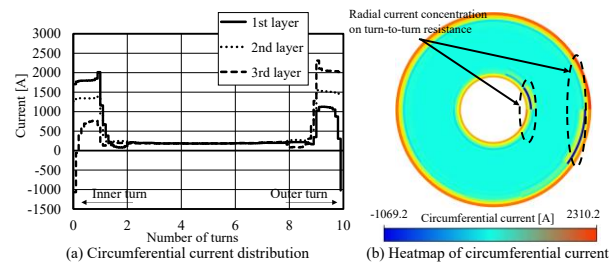 1st layer
2nd layer
3rd layer
3000
2500
2000
1500
1000
500
0
-500
-1000
-1500
Current [A]
Inner turn
Outer turn
0
2
4
6
8
10
Number of turns
(a) Circumferential current distribution
Radial current concentration
on turn-to-turn resistance
-1069.2
Circumferential current [A]
2310.2
(b) Heatmap of circumferential current